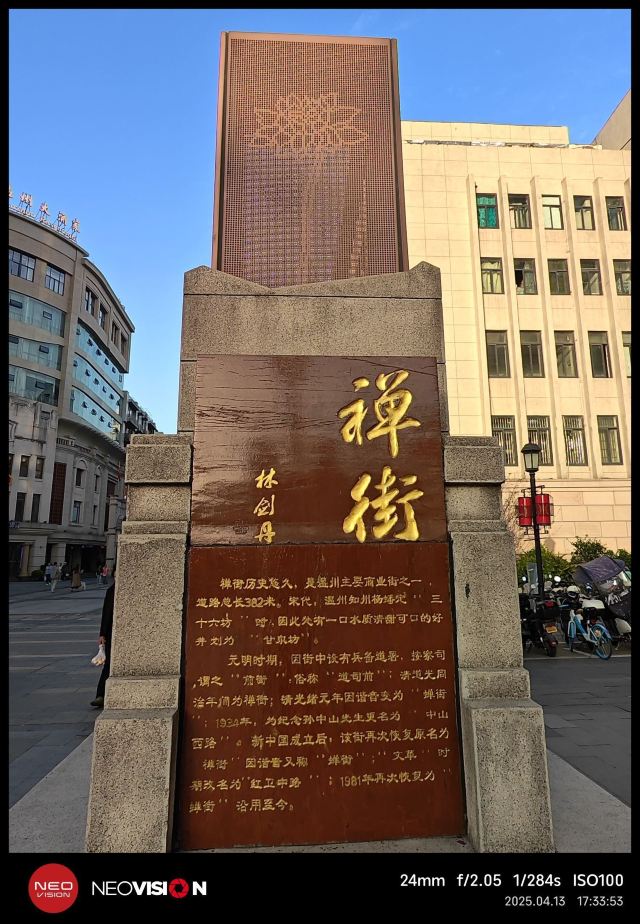 禅街
林剑丹
禅街历史悠久，是温州主要商业街之一，
道路总长382米。宋代，温州知州杨蟠定“三
十六坊”时，因此处有一口水质清甜可口的好
井划为“甘泉坊”。
元明时期，因街中设有兵备道署，按察司
，谓之“前街”，俗称“道司前”；清道光同
治年间为禅街；清光绪元年因谐音变为“蝉街
”；1934年，为纪念孙中山先生更名为“中山
西路”。新中国成立后，该街再次恢复原名为
“禅街”因谐音又称“蝉街”；“文革”时
期改名为“红卫中路”；1981年再次恢复为“
蝉街”沿用至今。
NEO
VISION
NEOVISION
24mm f/2.05 1/284s ISO100
2025.04.13 17:33:53